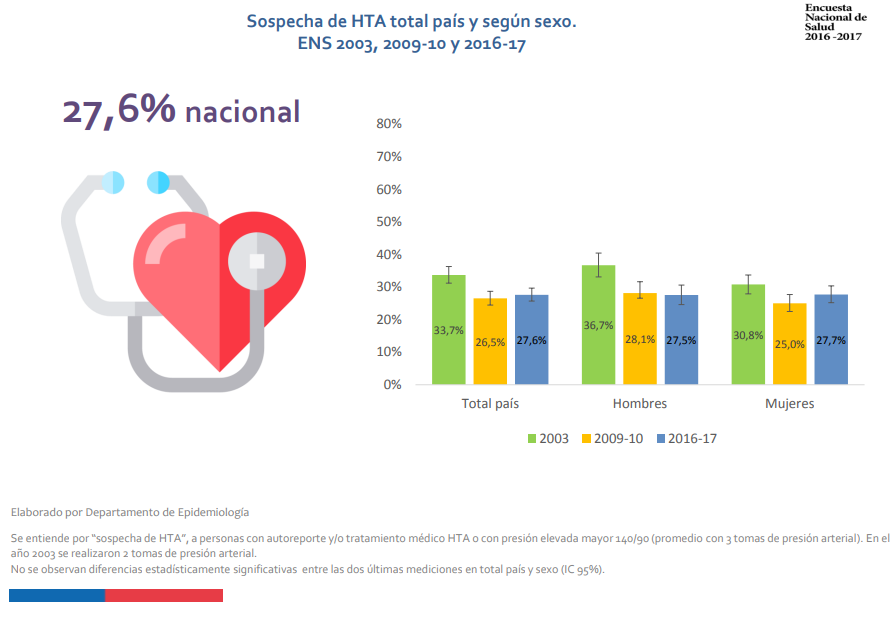 Sospecha de HTA total país y según sexo.
ENS 2003, 2009-10 y 2016-17
Encuesta
Nacional de
Salud
2016 -2017
27,6% nacional
80%
70%
60%
50%
40%
30%
20%
10%
0%
33,7%
26,5%
27,6%
36,7%
28,1%
27,5%
30,8%
25,0%
27,7%
Total país
Hombres
Mujeres
2003
2009-10
2016-17
Elaborado por Departamento de Epidemiología
Se entiende por “sospecha de HTA”, a personas con autoreporte y/o tratamiento médico HTA o con presión elevada mayor 140/90 (promedio con 3 tomas de presión arterial). En el
año 2003 se realizaron 2 tomas de presión arterial.
No se observan diferencias estadísticamente significativas entre las dos últimas mediciones en total país y sexo (IC 95%).